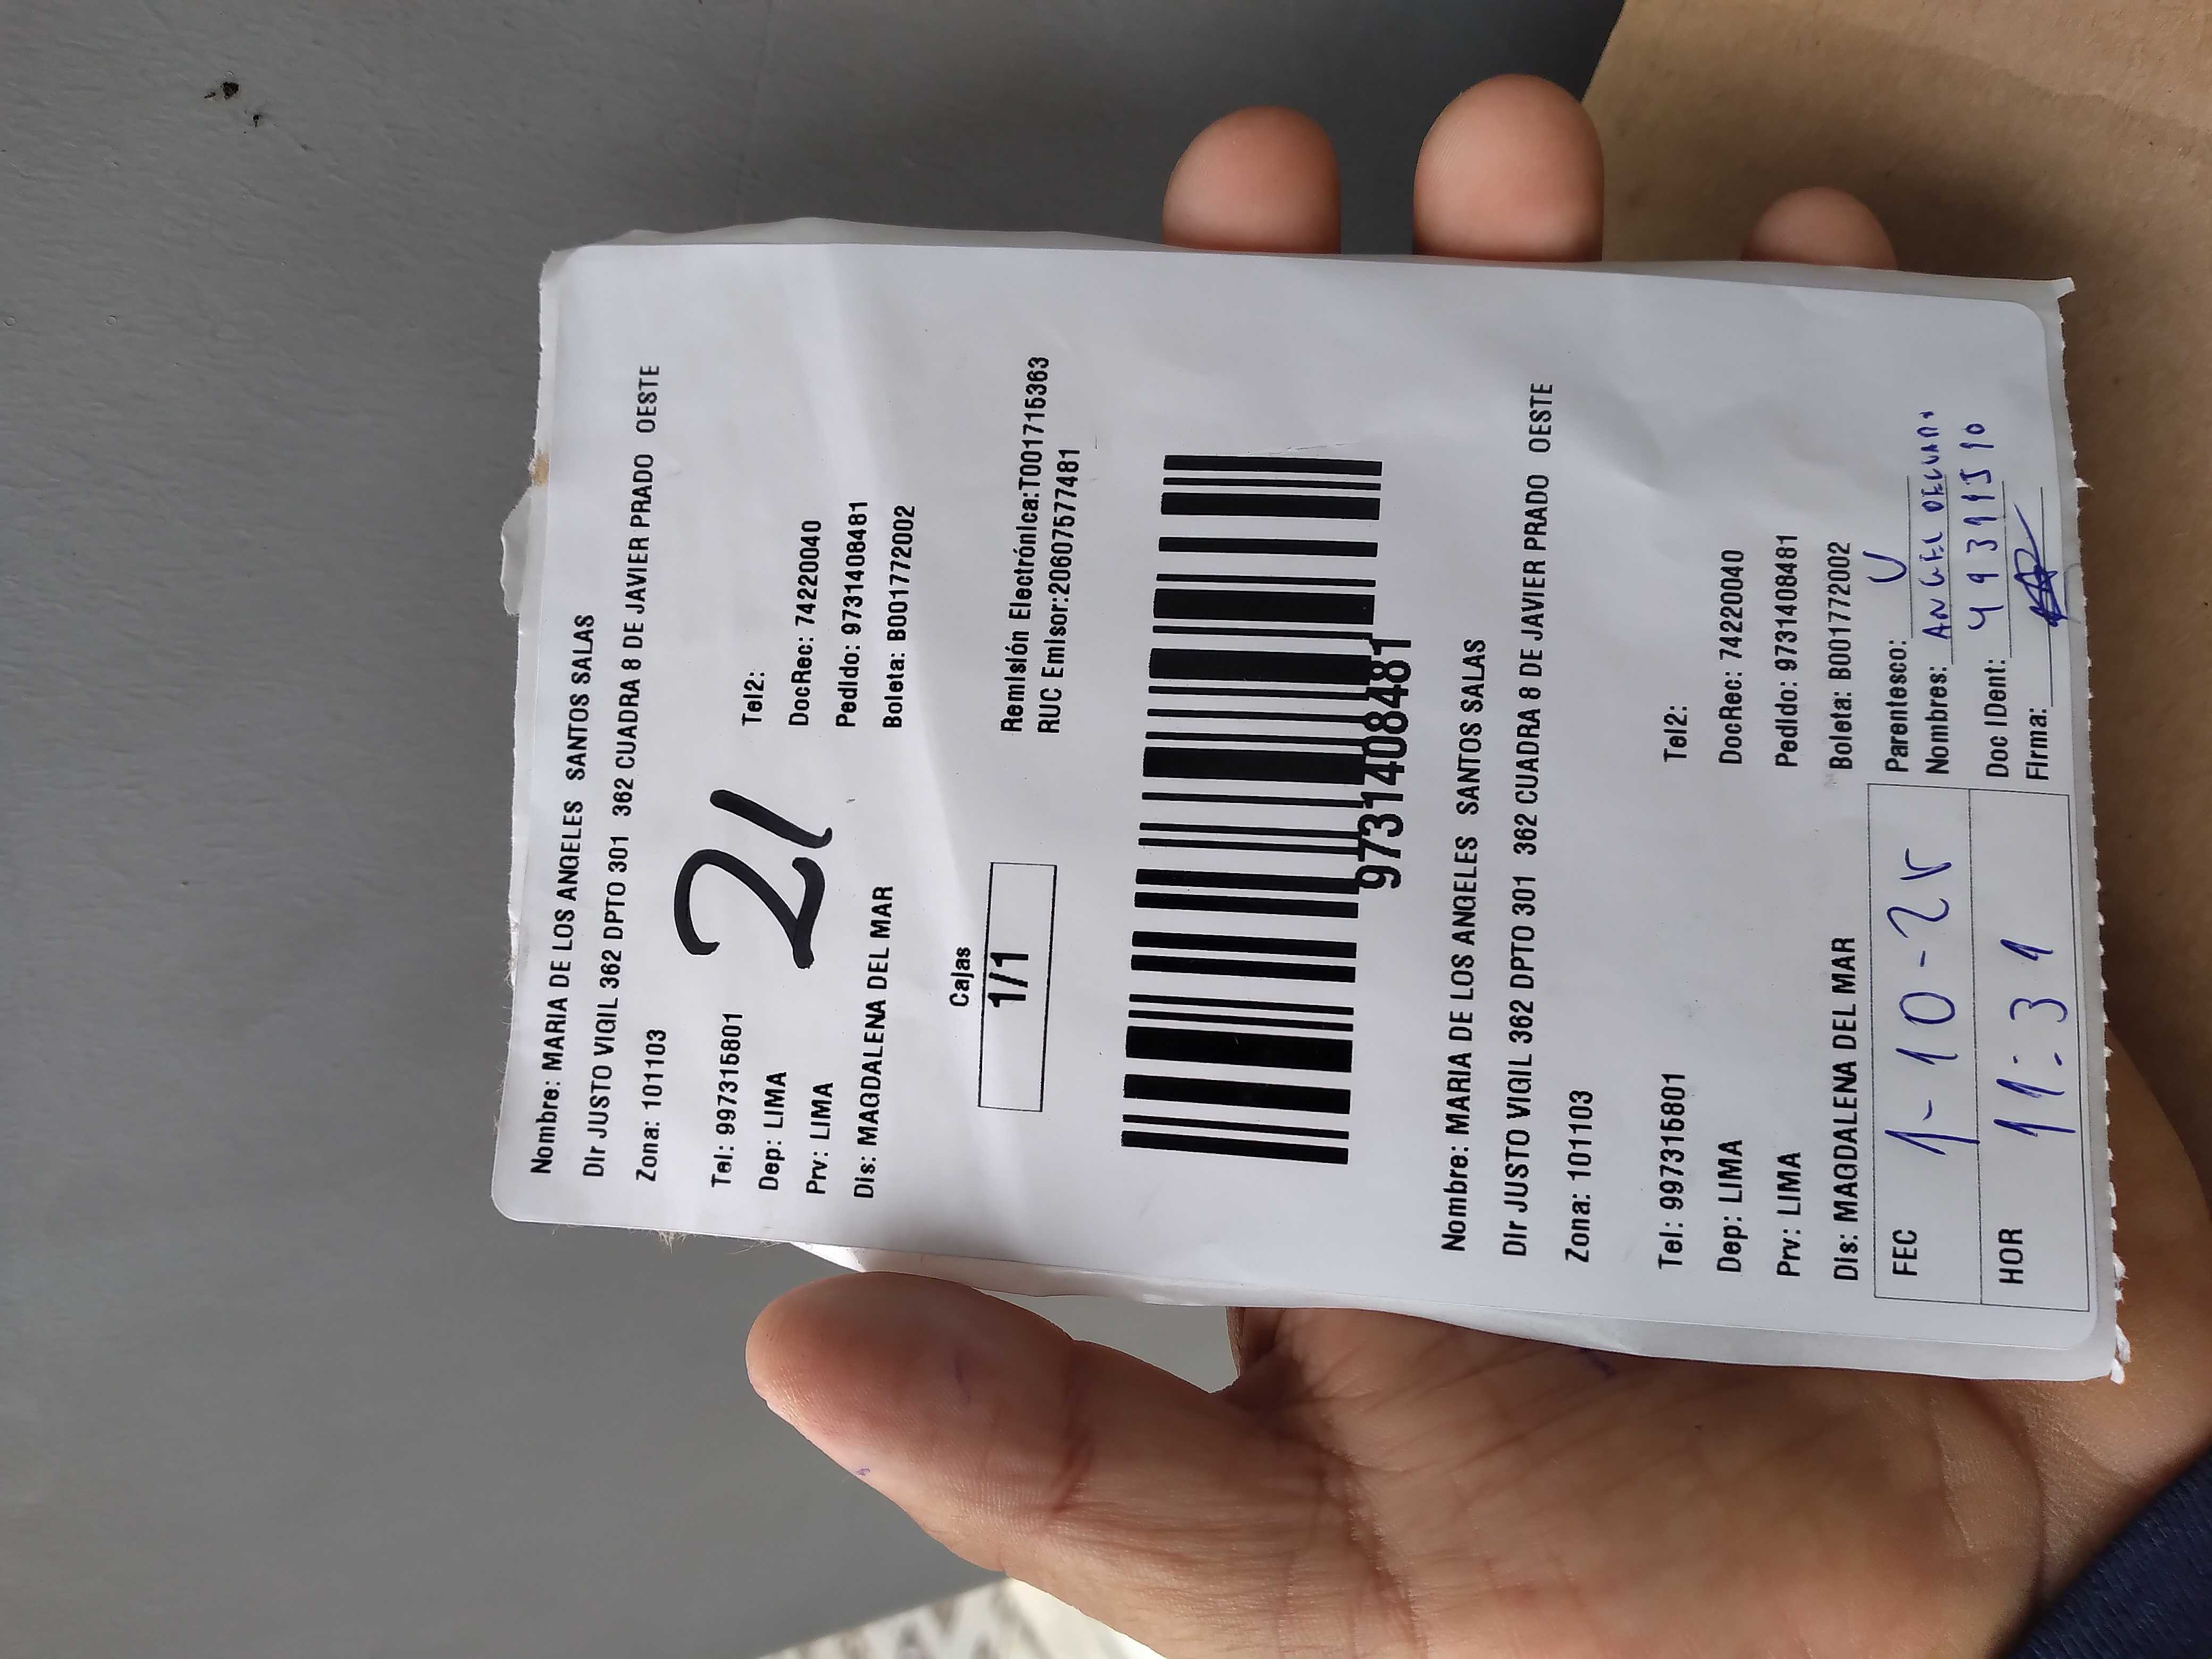 Nombre: MARIA DE LOS ANGELES SANTOS SALAS
Dir JUSTO VIGIL 362 DPTO 301 362 CUADRA 8 DE JAVIER PRADO OESTE
Zona: 101103
21
Tel: 997315801 Tel2:
Dep: LIMA DocRec: 74220040
Prv: LIMA Pedido: 9731408481
Dis: MAGDALENA DEL MAR Boleta: B001772002
Cajas
1/1
Remisión Electrónica:T001715363
RUC Emisor:20607577481
9731408481
Nombre: MARIA DE LOS ANGELES SANTOS SALAS
Dir JUSTO VIGIL 362 DPTO 301 362 CUADRA 8 DE JAVIER PRADO OESTE
Zona: 101103
Tel: 997315801 Tel2:
Dep: LIMA DocRec: 74220040
Prv: LIMA Pedido: 9731408481
Dis: MAGDALENA DEL MAR Boleta: B001772002
FEC 1-10-25
HOR 11:31
Parentesco: V
Nombres: ANGEL
Doc IDent:
Firma: